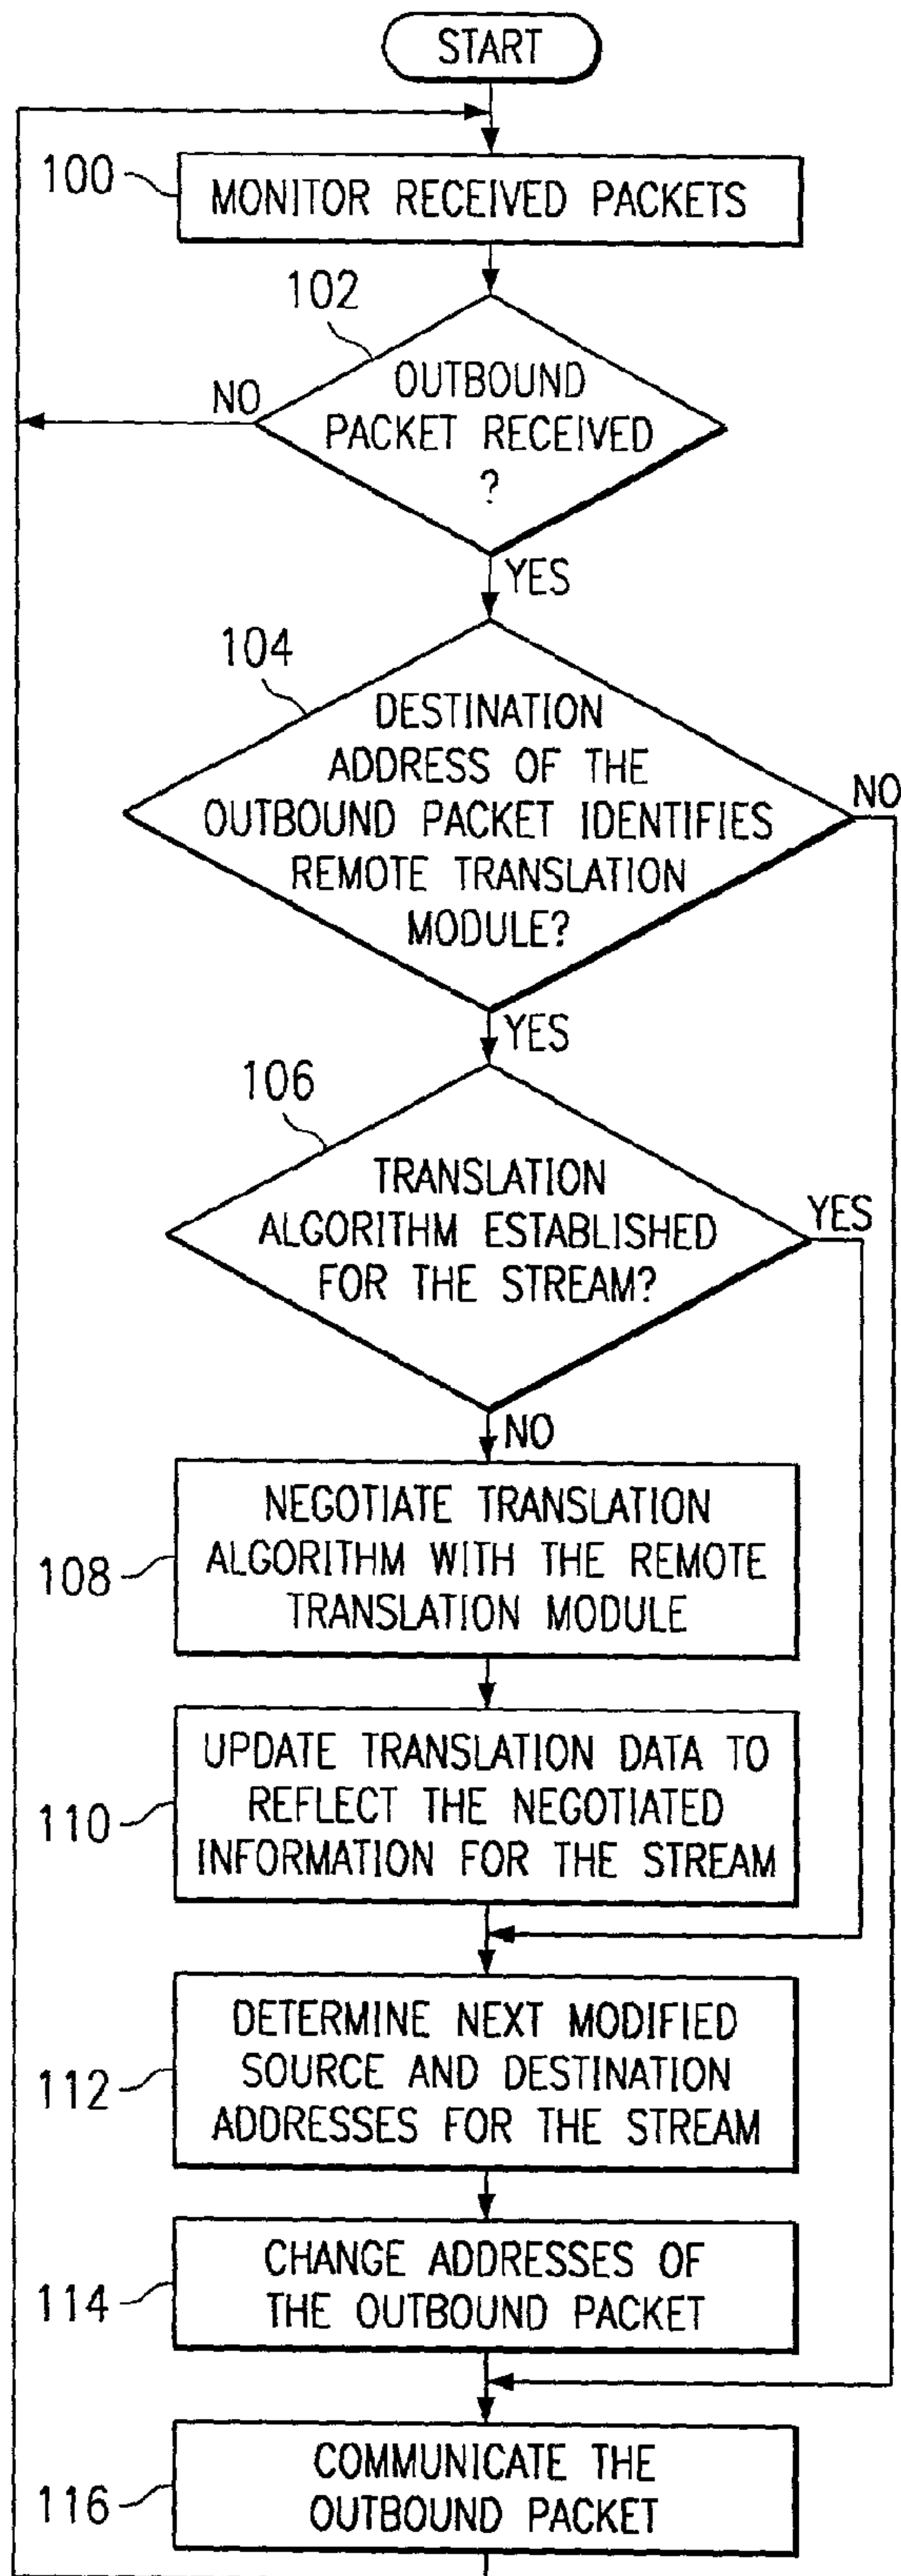 START
100
MONITOR RECEIVED PACKETS
102
OUTBOUND
PACKET RECEIVED
?
NO
YES
104
DESTINATION
ADDRESS OF THE
OUTBOUND PACKET IDENTIFIES
REMOTE TRANSLATION
MODULE?
NO
YES
106
TRANSLATION
ALGORITHM ESTABLISHED
FOR THE STREAM?
YES
NO
108
NEGOTIATE TRANSLATION
ALGORITHM WITH THE REMOTE
TRANSLATION MODULE
110
UPDATE TRANSLATION DATA TO
REFLECT THE NEGOTIATED
INFORMATION FOR THE STREAM
112
DETERMINE NEXT MODIFIED
SOURCE AND DESTINATION
ADDRESSES FOR THE STREAM
114
CHANGE ADDRESSES OF
THE OUTBOUND PACKET
116
COMMUNICATE THE
OUTBOUND PACKET